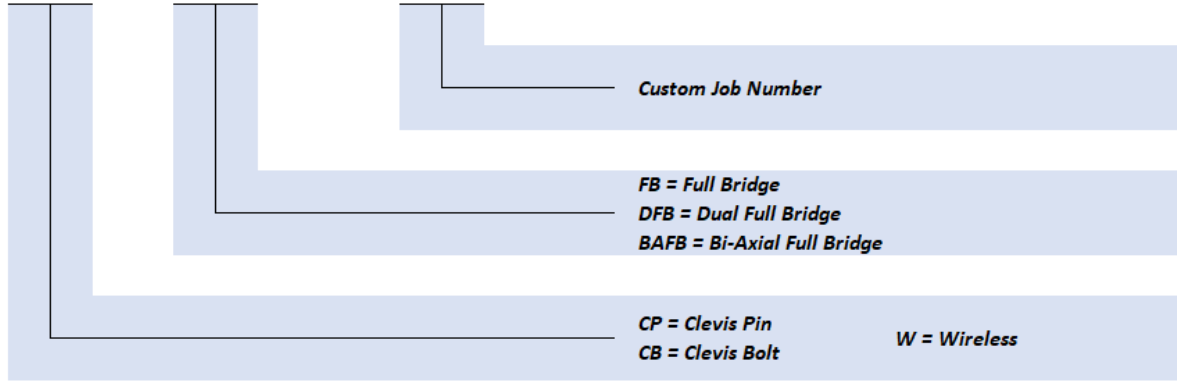 Custom Job Number
FB = Full Bridge
DFB = Dual Full Bridge
BAFB = Bi-Axial Full Bridge
CP = Clevis Pin
CB = Clevis Bolt
W = Wireless